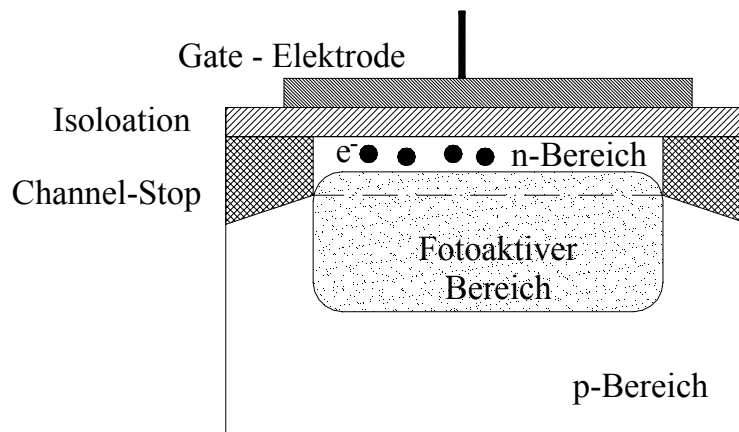 Gate - Elektrode
Isoloation
e⁻
n-Bereich
Channel-Stop
Fotoaktiver
Bereich
p-Bereich